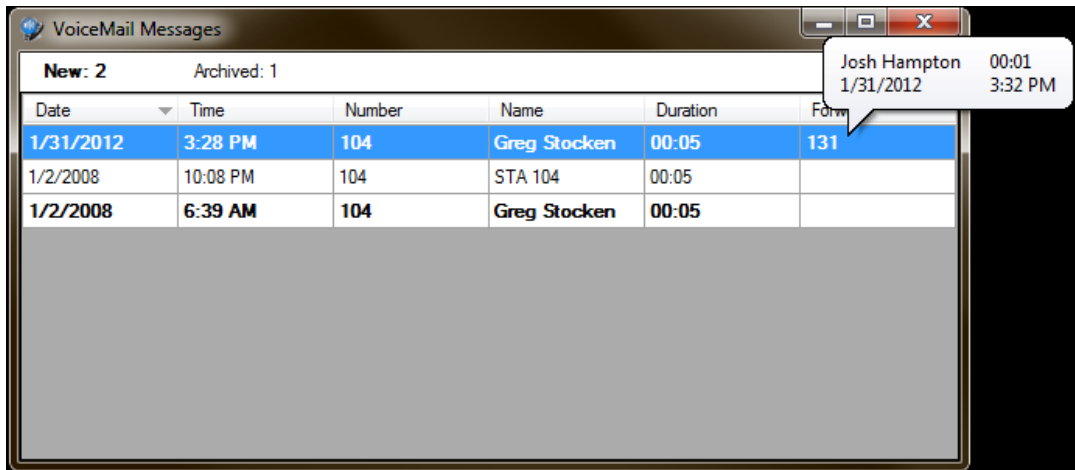 VoiceMail Messages
New: 2 Archived: 1
Josh Hampton 00:01
1/31/2012 3:32 PM
Date Time Number Name Duration
1/31/2012 3:28 PM 104 Greg Stocken 00:05 131
1/2/2008 10:08 PM 104 STA 104 00:05
1/2/2008 6:39 AM 104 Greg Stocken 00:05